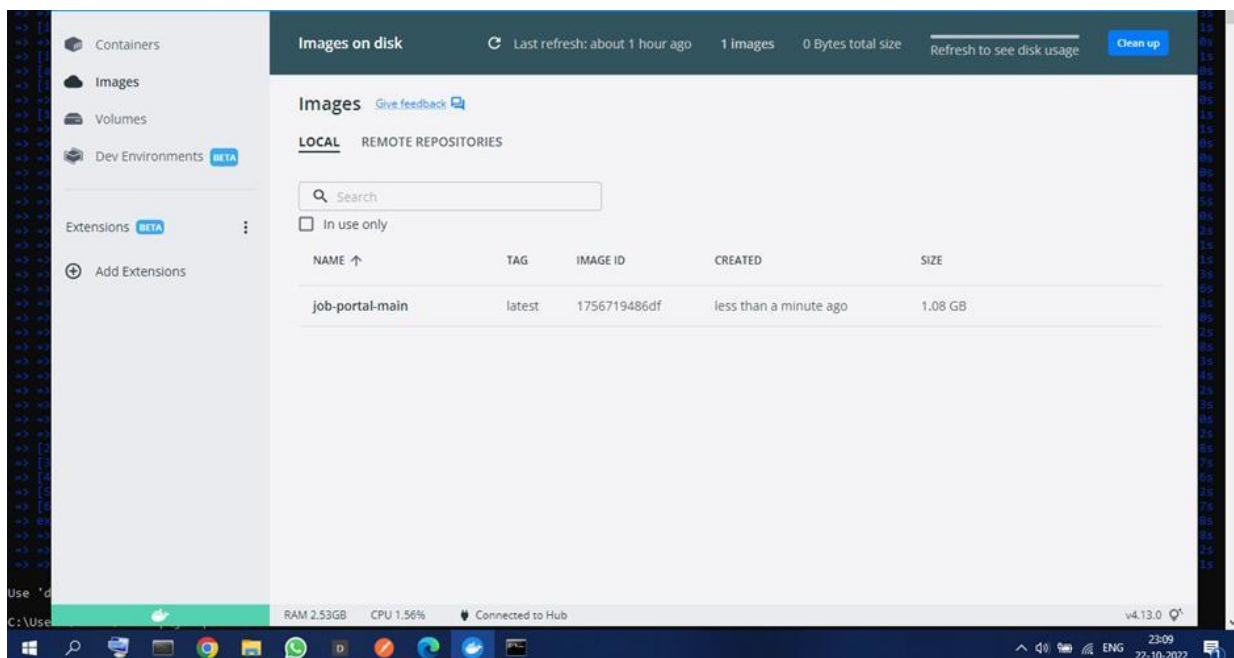 Containers
Images
Volumes
Dev Environments BETA
Extensions BETA
Add Extensions
Images on disk
Last refresh: about 1 hour ago
1 images
0 Bytes total size
Refresh to see disk usage
Clean up
Images Give feedback
LOCAL REMOTE REPOSITORIES
Search
In use only
NAME TAG IMAGE ID CREATED SIZE
job-portal-main latest 1756719486df less than a minute ago 1.08 GB
Use 'd
C:\Use
RAM 2.53GB CPU 1.56% Connected to Hub v4.13.0
ENG
23:09
22-10-2022